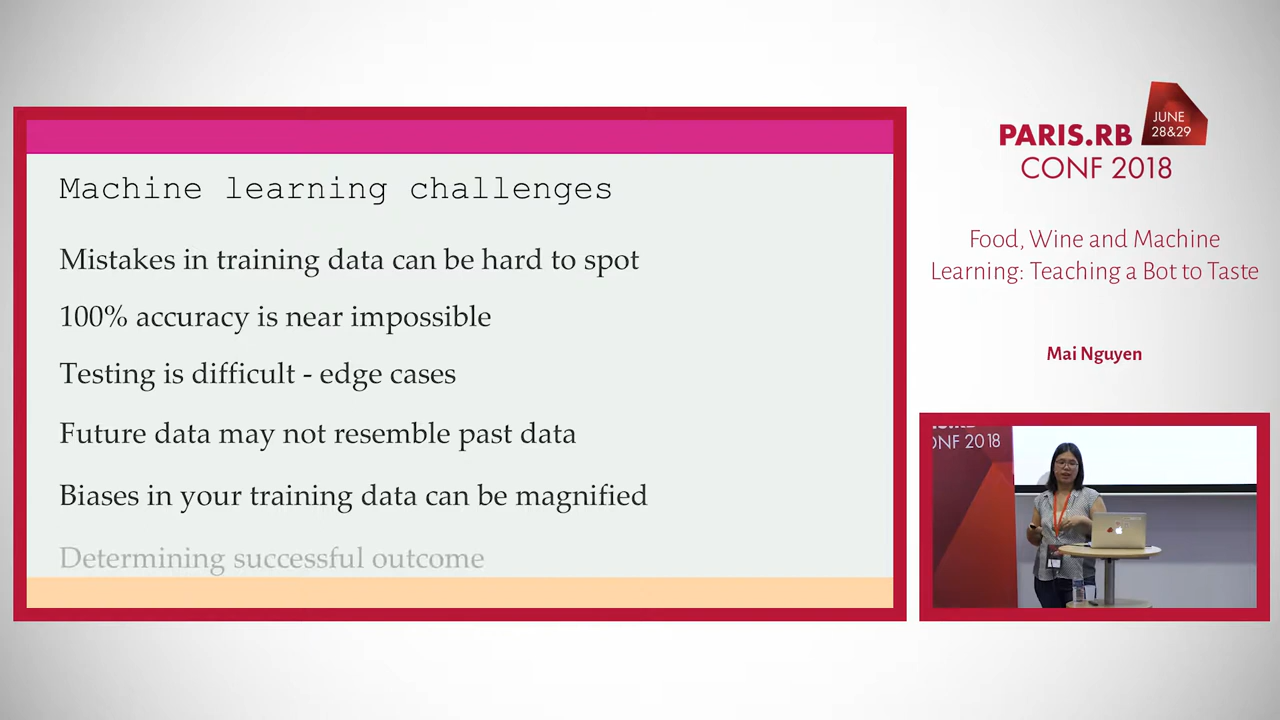 Machine learning challenges
Mistakes in training data can be hard to spot
100% accuracy is near impossible
Testing is difficult - edge cases
Future data may not resemble past data
Biases in your training data can be magnified
Determining successful outcome
PARIS.RB
JUNE
28&29
CONF 2018
Food, Wine and Machine
Learning: Teaching a Bot to Taste
Mai Nguyen
CONF 2018